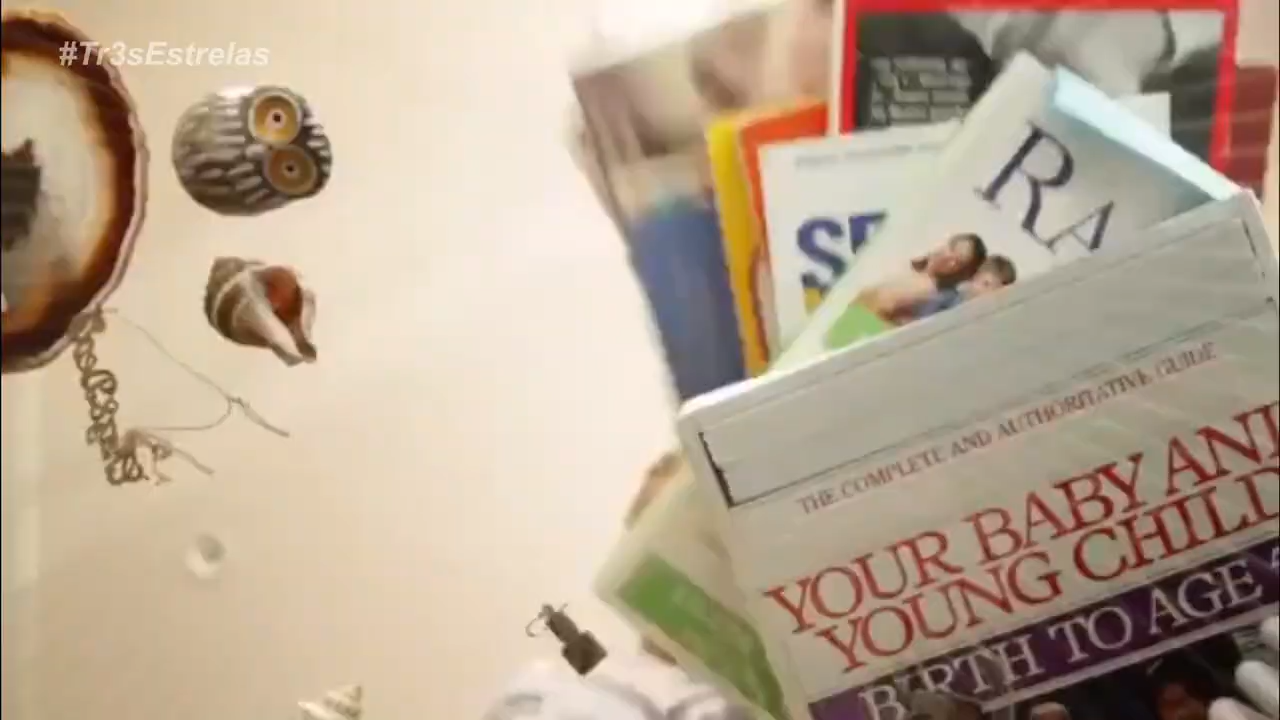 #Tr3sEstrelas
RA
THE COMPLETE AND AUTHORITATIVE GUIDE
YOUR BABY AND
YOUNG CHILD
BIRTH TO AGE